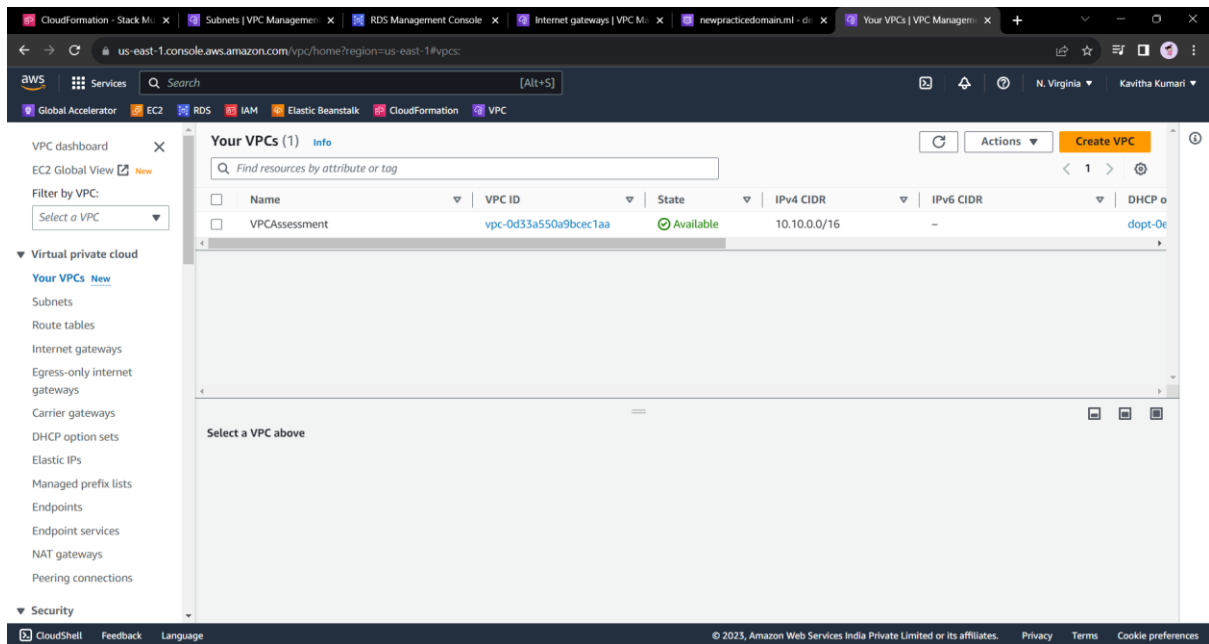 CloudFormation - Stack Mu
Subnets | VPC Management
RDS Management Console
Internet gateways | VPC Ma
newpracticedomain.ml - de
Your VPCs | VPC Managem
us-east-1.console.aws.amazon.com/vpc/home?region=us-east-1#vpcs:
aws Services Search [Alt+S] N. Virginia ▼ Kavitha Kumari ▼
Global Accelerator EC2 RDS IAM Elastic Beanstalk CloudFormation VPC
VPC dashboard
EC2 Global View New
Filter by VPC:
Select a VPC
Virtual private cloud
Your VPCs New
Subnets
Route tables
Internet gateways
Egress-only internet
gateways
Carrier gateways
DHCP option sets
Elastic IPs
Managed prefix lists
Endpoints
Endpoint services
NAT gateways
Peering connections
Security
Your VPCs (1) Info
Actions ▼ Create VPC
Find resources by attribute or tag
1
Name VPC ID State IPv4 CIDR IPv6 CIDR DHCP o
VPCAssessment vpc-0d33a550a9bcec1aa Available 10.10.0.0/16 – dopt-0e
Select a VPC above
CloudShell Feedback Language © 2023, Amazon Web Services India Private Limited or its affiliates. Privacy Terms Cookie preferences